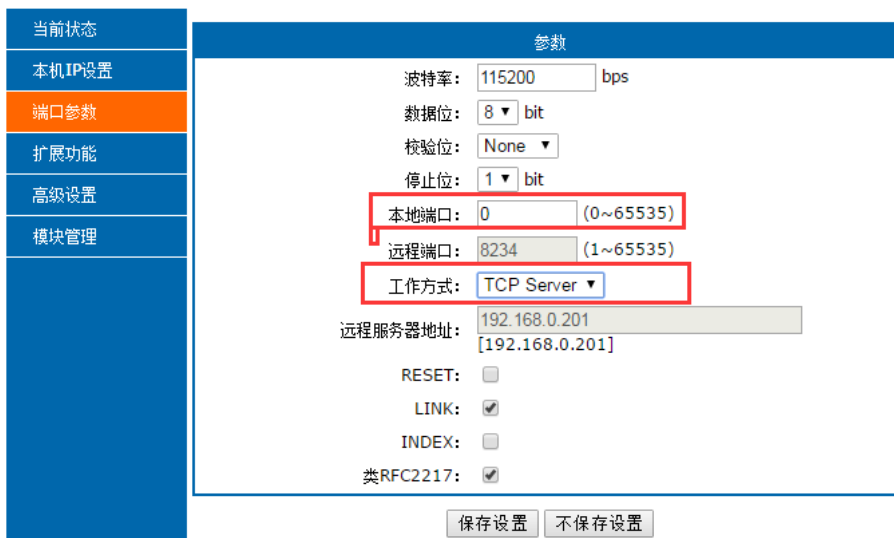 当前状态
本机IP设置
端口参数
扩展功能
高级设置
模块管理
参数
波特率: 115200 bps
数据位: 8 bit
校验位: None
停止位: 1 bit
本地端口: 0 (0~65535)
远程端口: 8234 (1~65535)
工作方式: TCP Server
远程服务器地址: 192.168.0.201
[192.168.0.201]
RESET:
LINK:
INDEX:
类RFC2217:
保存设置 不保存设置